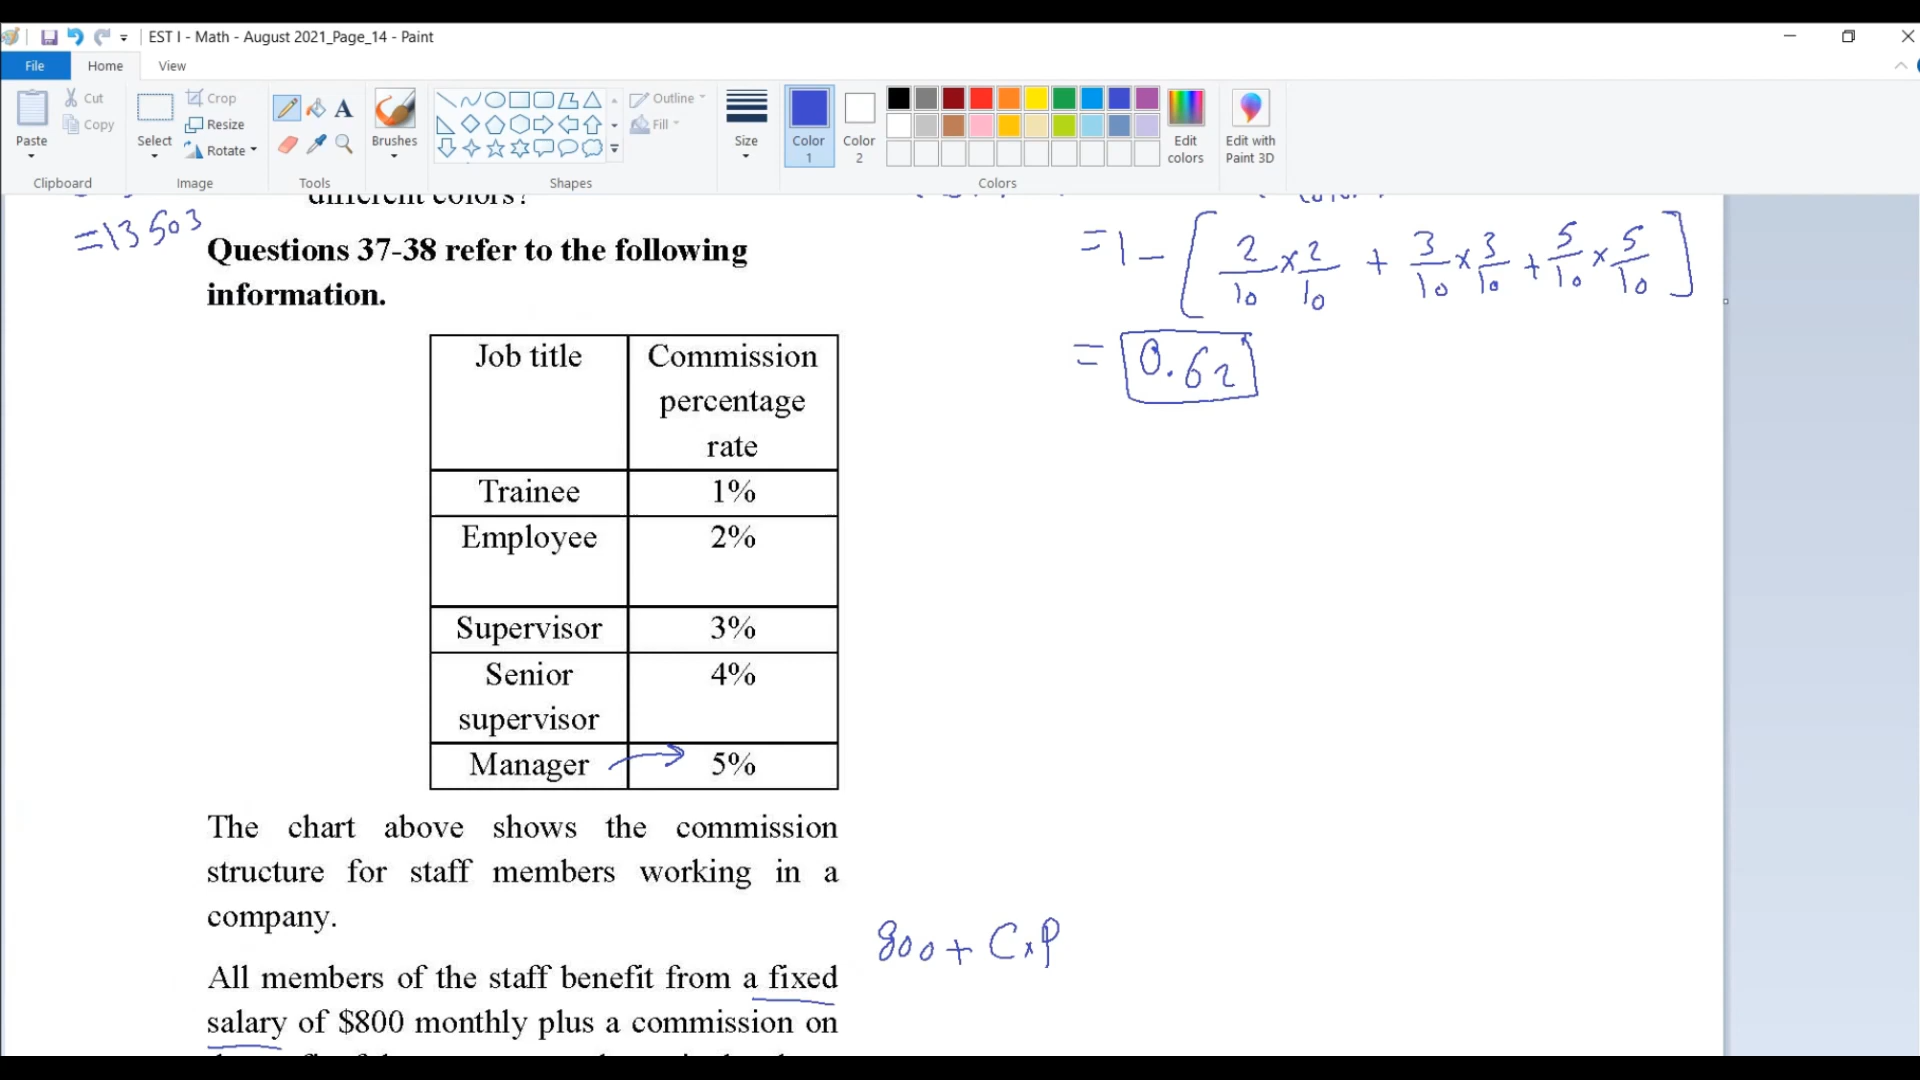 EST I - Math - August 2021_Page_14 - Paint
File Home View
Paste
Cut
Copy
Clipboard
Select
Crop
Resize
Rotate
Image
A
Tools
Brushes
Outline
Fill
Shapes
Size
Color 1
Color 2
Edit colors
Colors
Edit with Paint 3D
different colors?
=13503
Questions 37-38 refer to the following
information.
Job title Commission percentage rate
Trainee 1%
Employee 2%
Supervisor 3%
Senior supervisor 4%
Manager 5%
The chart above shows the commission
structure for staff members working in a
company.
All members of the staff benefit from a fixed
salary of $800 monthly plus a commission on
=1-[2/10 x 2/10 + 3/10 x 3/10 + 5/10 x 5/10]
= 0.62
800 + C x P